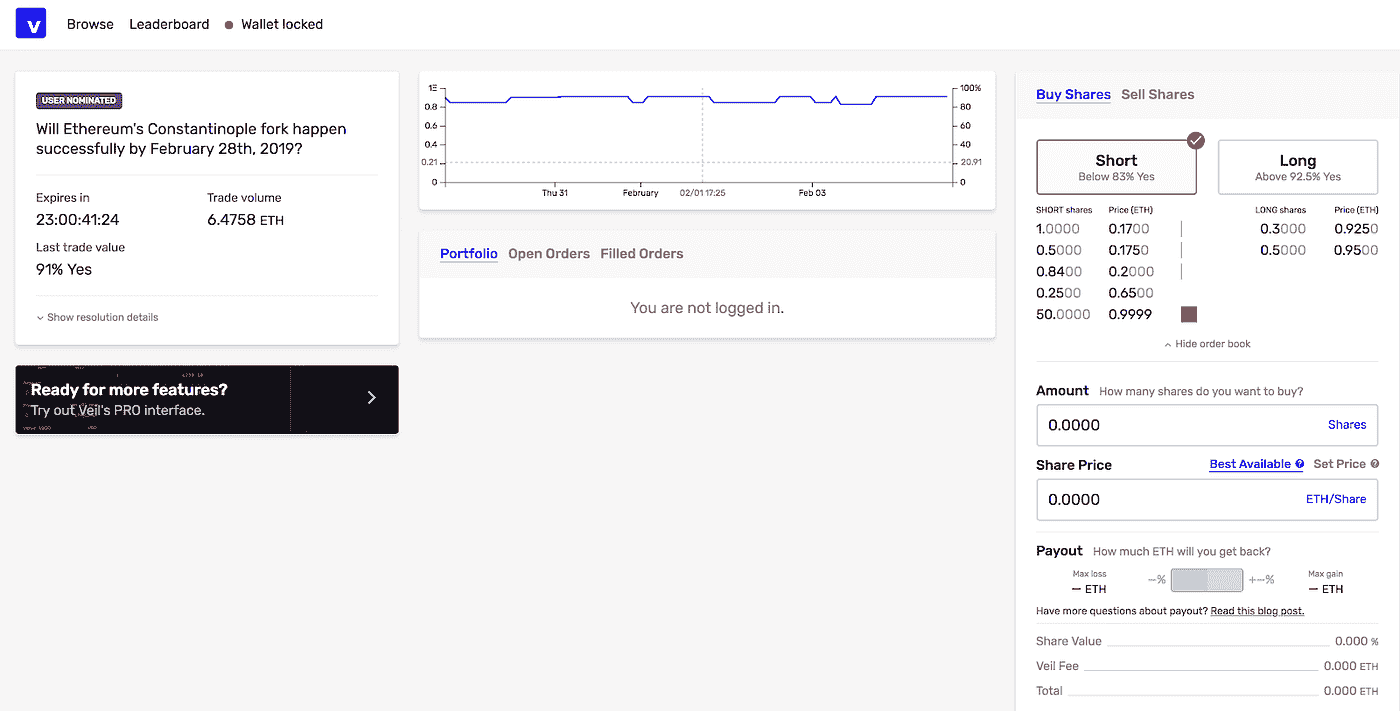 v Browse Leaderboard Wallet locked
USER NOMINATED
Will Ethereum's Constantinople fork happen
successfully by February 28th, 2019?
Expires in Trade volume
23:00:41:24 6.4758 ETH
Last trade value
91% Yes
Show resolution details
Ready for more features?
Try out Veil's PRO interface.
1Ξ 100%
0.8 80
0.6 60
0.4 40
0.21 20.91
0 0
Thu 31 February 02/01 17:25 Feb 03
Portfolio Open Orders Filled Orders
You are not logged in.
Buy Shares Sell Shares
Short Long
Below 83% Yes Above 92.5% Yes
SHORT shares Price (ETH) LONG shares Price (ETH)
1.0000 0.1700 0.3000 0.9250
0.5000 0.1750 0.5000 0.9500
0.8400 0.2000
0.2500 0.6500
50.0000 0.9999
Hide order book
Amount How many shares do you want to buy?
0.0000 Shares
Share Price Best Available ? Set Price ?
0.0000 ETH/Share
Payout How much ETH will you get back?
Max loss Max gain
— ETH —% +—% — ETH
Have more questions about payout? Read this blog post.
Share Value 0.000 %
Veil Fee 0.000 ETH
Total 0.000 ETH